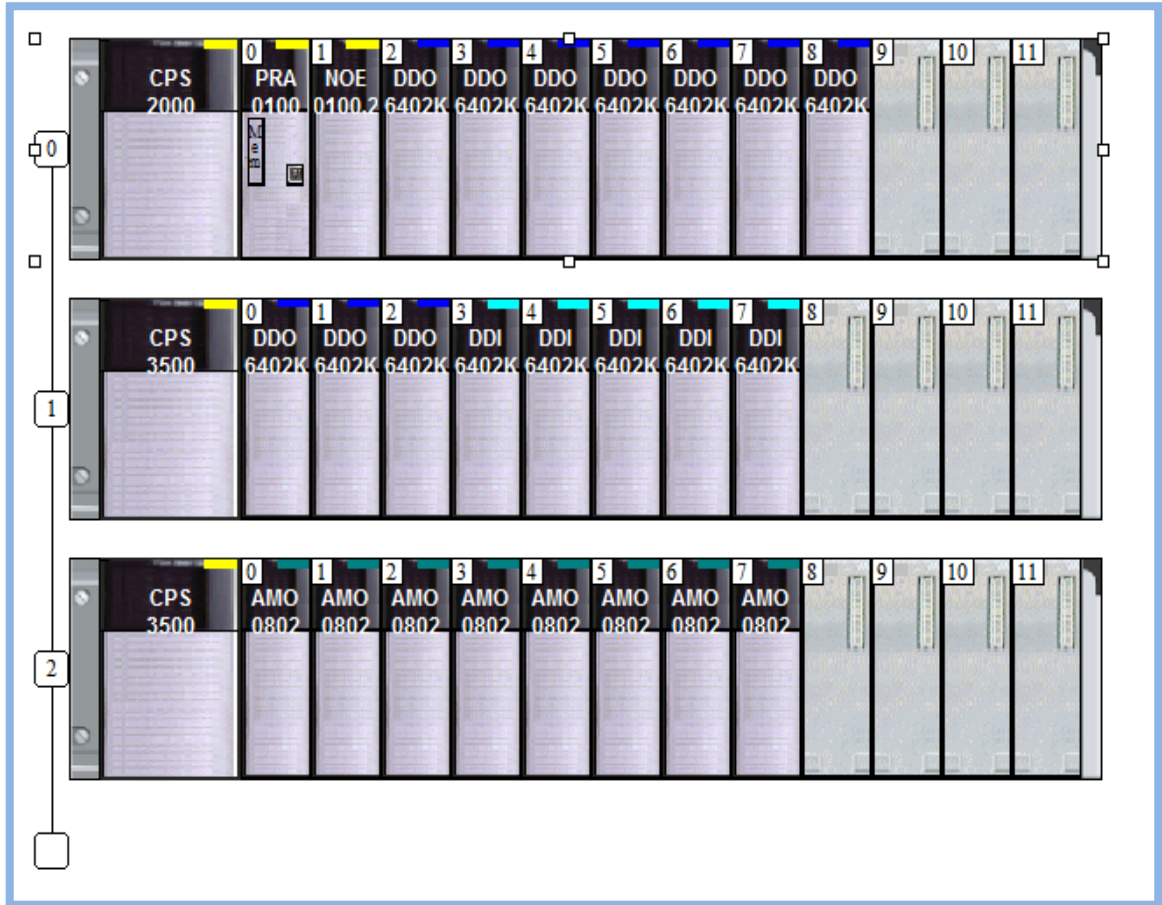 0 1 2 3 4 5 6 7 8 9 10 11
CPS PRA NOE DDO DDO DDO DDO DDO DDO DDO
2000 0100 0100.2 6402K 6402K 6402K 6402K 6402K 6402K 6402K
Mem
0
0 1 2 3 4 5 6 7 8 9 10 11
CPS DDO DDO DDO DDI DDI DDI DDI DDI
3500 6402K 6402K 6402K 6402K 6402K 6402K 6402K 6402K
1
0 1 2 3 4 5 6 7 8 9 10 11
CPS AMO AMO AMO AMO AMO AMO AMO AMO
3500 0802 0802 0802 0802 0802 0802 0802 0802
2